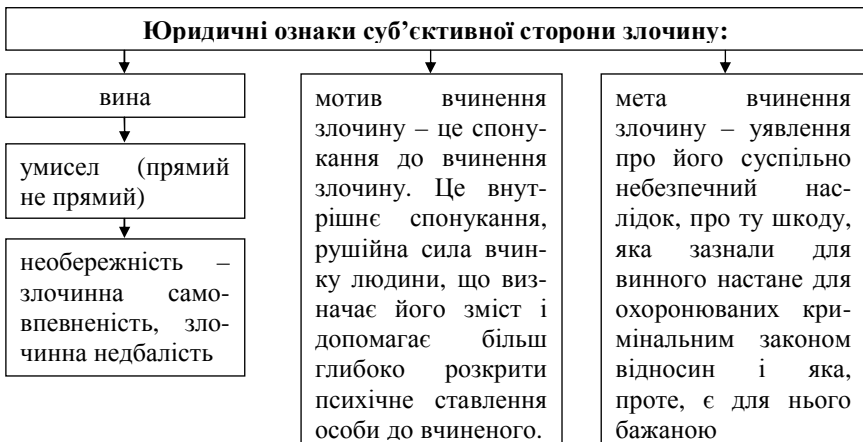 Юридичні ознаки суб’єктивної сторони злочину:
вина
умисел (прямий
не прямий)
необережність –
злочинна само-
впевненість, зло-
чинна недбалість
мотив вчинення
злочину – це спону-
кання до вчинення
злочину. Це внут-
рішнє спонукання,
рушійна сила вчин-
ку людини, що виз-
начає його зміст і
допомагає більш
глибоко розкрити
психічне ставлення
особи до вчиненого.
мета вчинення
злочину – уявлення
про його суспільно
небезпечний нас-
лідок, про ту шкоду,
яка зазнали для
винного настане для
охоронюваних кри-
мінальним законом
відносин і яка,
проте, є для нього
бажаною